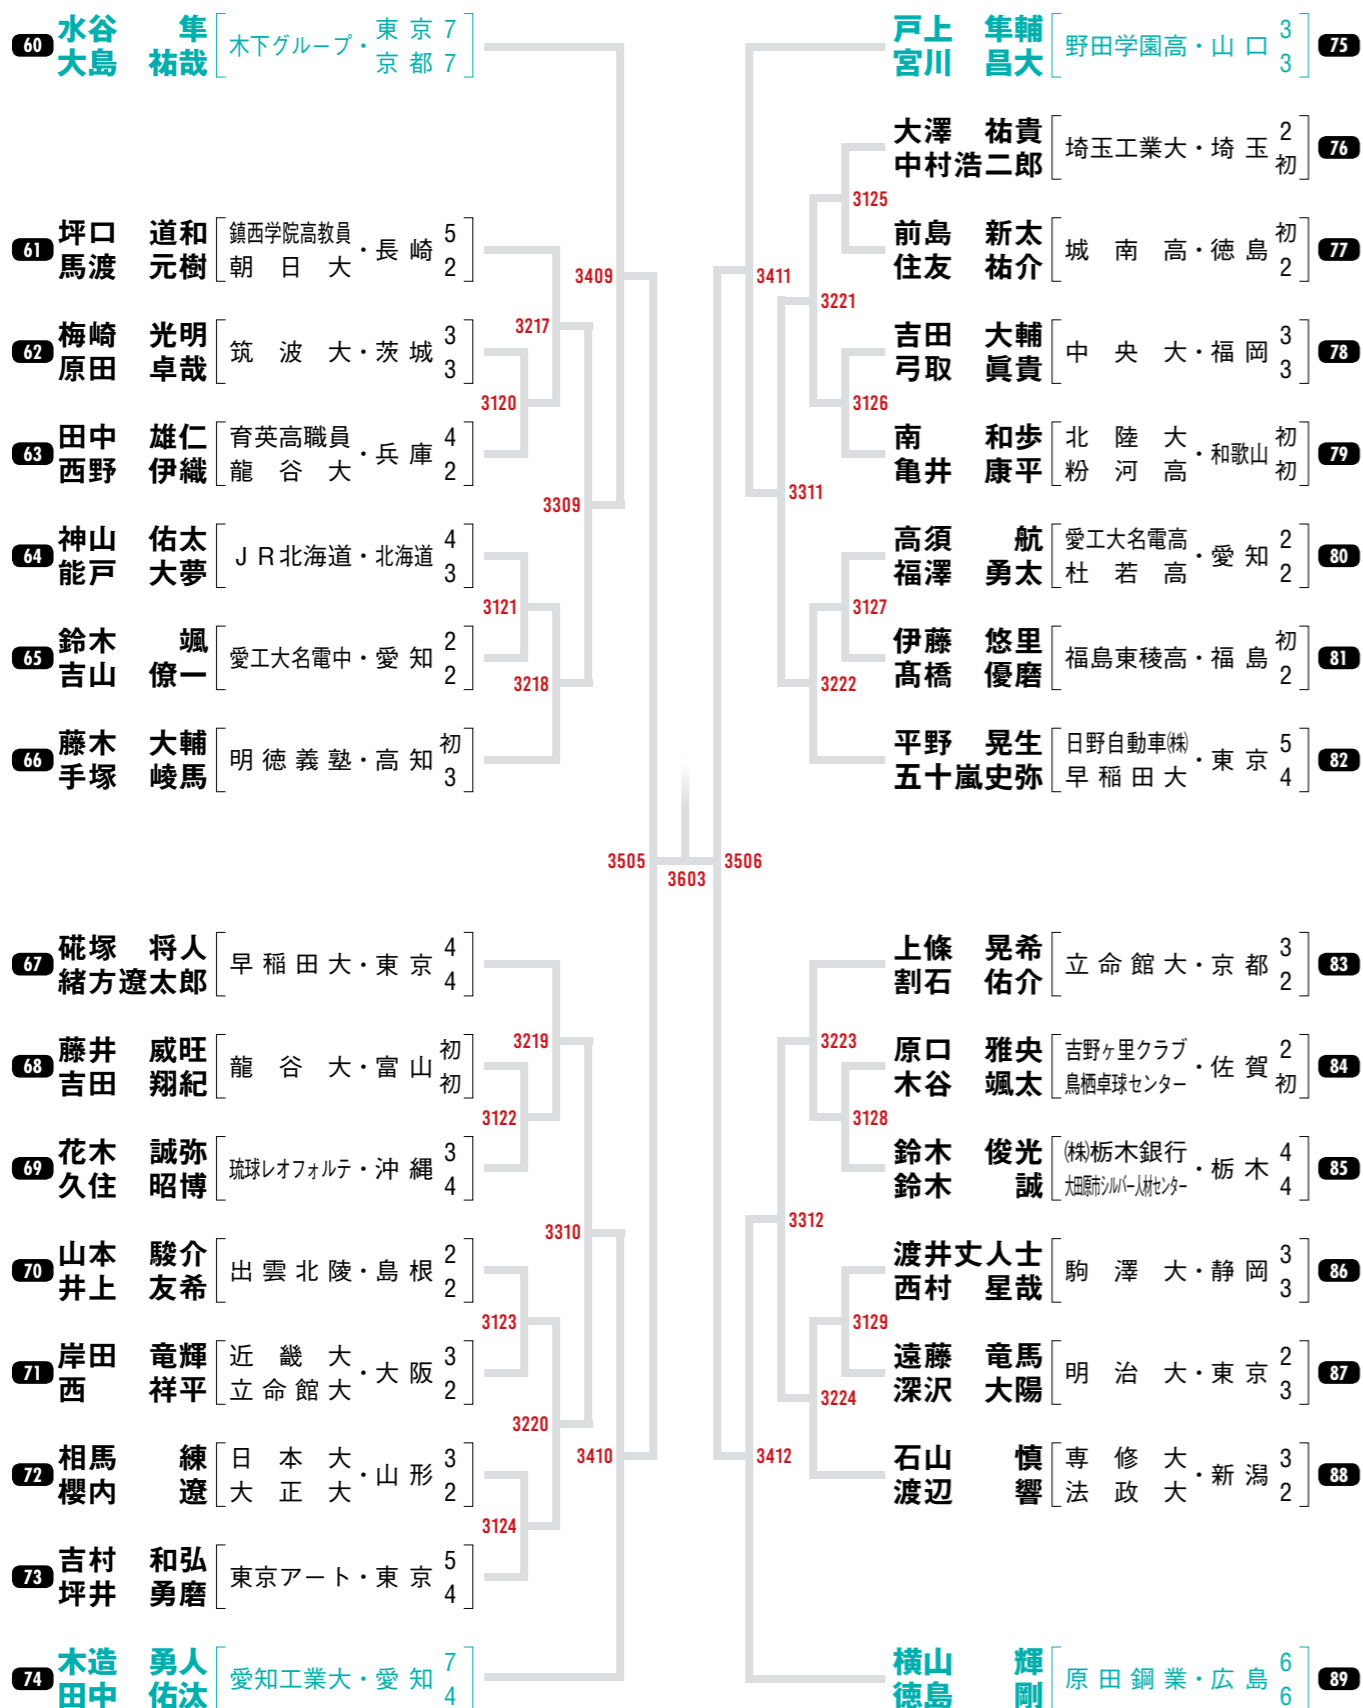 60 水谷 隼 木下グループ・東京 7
大島 祐哉 京都 7
61 坪口 道和 鎮西学院高教員・長崎 5
馬渡 元樹 朝日大 2
62 梅崎 光明 筑波大・茨城 3
原田 卓哉 3
63 田中 雄仁 育英高職員・兵庫 4
西野 伊織 龍谷大 2
64 神山 佑太 JR北海道・北海道 4
能戸 大夢 3
65 鈴木 颯 愛工大名電中・愛知 2
吉山 僚一 2
66 藤木 大輔 明徳義塾・高知 初
手塚 崚馬 3
67 硴塚 将人 早稲田大・東京 4
緒方遼太郎 4
68 藤井 威旺 龍谷大・富山 初
吉田 翔紀 初
69 花木 誠弥 琉球レオフォルテ・沖縄 3
久住 昭博 4
70 山本 駿介 出雲北陵・島根 2
井上 友希 2
71 岸田 竜輝 近畿大・大阪 3
西 祥平 立命館大 2
72 相馬 練 日本大・山形 3
櫻内 遼 大正大 2
73 吉村 和弘 東京アート・東京 5
坪井 勇磨 4
74 木造 勇人 愛知工業大・愛知 7
田中 佑汰 4
3409
3217
3120
3309
3121
3218
3505
3603
3506
3219
3122
3310
3123
3220
3410
3124
戸上 隼輔 野田学園高・山口 3 75
宮川 昌大 3
大澤 祐貴 埼玉工業大・埼玉 2 76
中村浩二郎 初
前島 新太 城南高・徳島 初 77
住友 祐介 2
吉田 大輔 中央大・福岡 3 78
弓取 眞貴 3
南 和歩 北陸大・和歌山 初 79
亀井 康平 粉河高 初
高須 航 愛工大名電高・愛知 2 80
福澤 勇太 杜若高 2
伊藤 悠里 福島東稜高・福島 初 81
髙橋 優磨 2
平野 晃生 日野自動車㈱・東京 5 82
五十嵐史弥 早稲田大 4
上條 晃希 立命館大・京都 3 83
割石 佑介 2
原口 雅央 吉野ヶ里クラブ・佐賀 2 84
木谷 颯太 鳥栖卓球センター 初
鈴木 俊光 ㈱栃木銀行・栃木 4 85
鈴木 誠 大田原市シルバー人材センター 4
渡井丈人士 駒澤大・静岡 3 86
西村 星哉 3
遠藤 竜馬 明治大・東京 2 87
深沢 大陽 3
石山 慎 専修大・新潟 3 88
渡辺 響 法政大 2
横山 輝 原田鋼業・広島 6 89
徳島 剛 6
3125
3411
3221
3126
3311
3127
3222
3223
3128
3312
3129
3224
3412